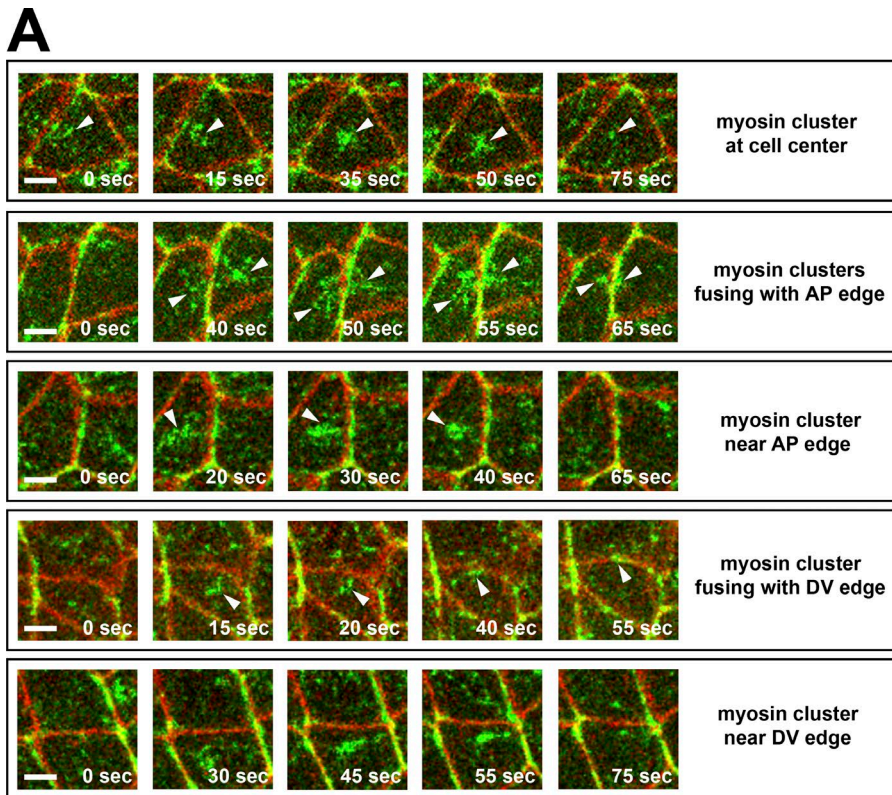 A
0 sec 15 sec 35 sec 50 sec 75 sec
myosin cluster
at cell center
0 sec 40 sec 50 sec 55 sec 65 sec
myosin clusters
fusing with AP edge
0 sec 20 sec 30 sec 40 sec 65 sec
myosin cluster
near AP edge
0 sec 15 sec 20 sec 40 sec 55 sec
myosin cluster
fusing with DV edge
0 sec 30 sec 45 sec 55 sec 75 sec
myosin cluster
near DV edge